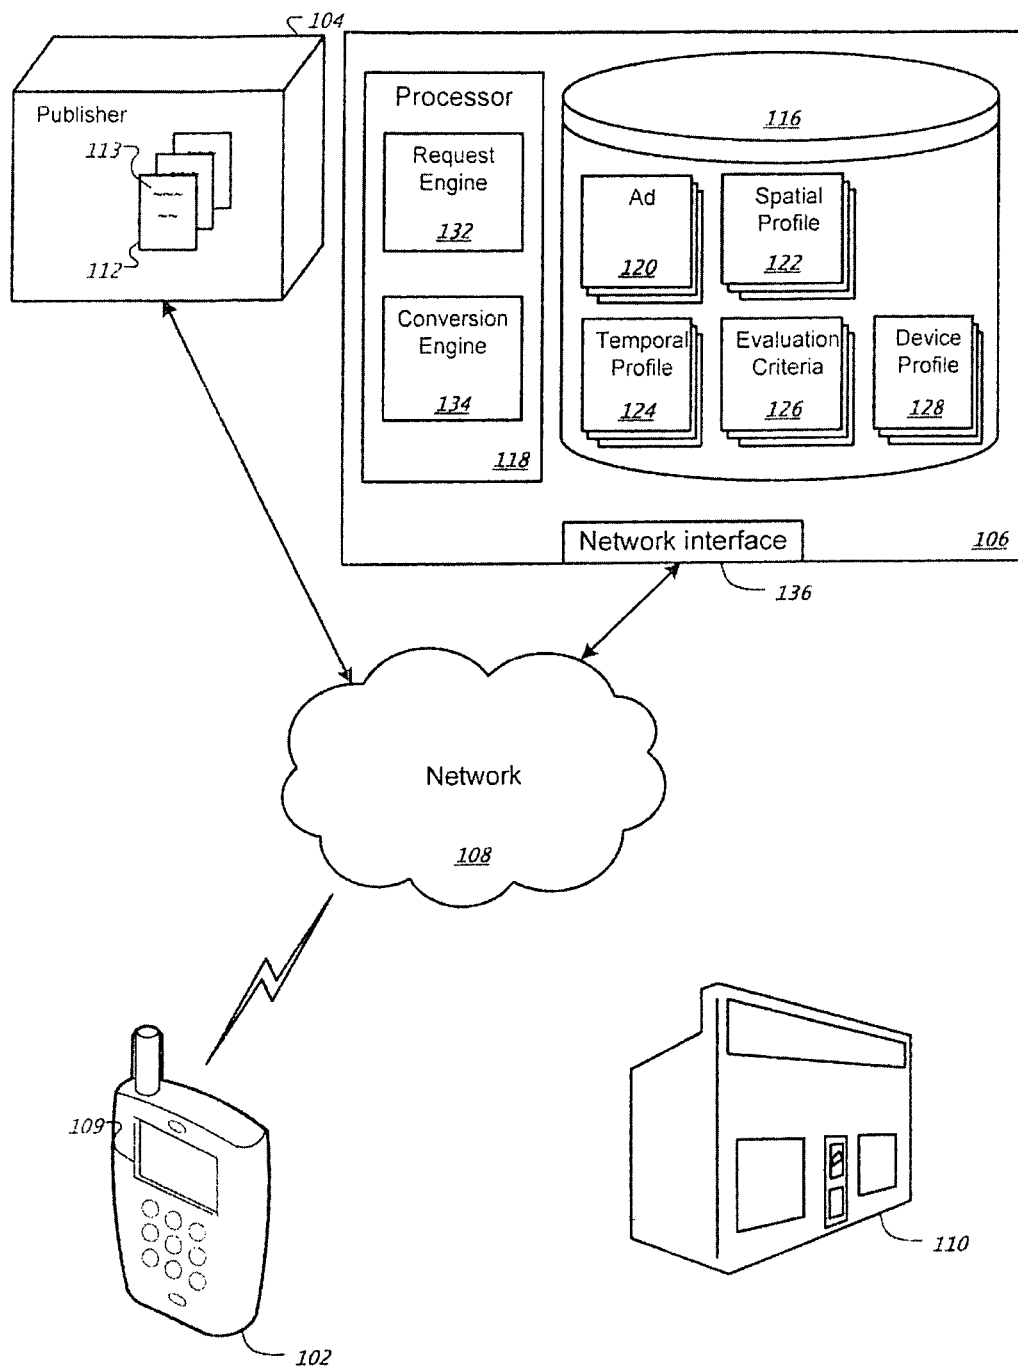 104
Publisher
113
112
Processor
Request
Engine
132
Conversion
Engine
134
118
116
Ad
120
Spatial
Profile
122
Temporal
Profile
124
Evaluation
Criteria
126
Device
Profile
128
Network interface
106
136
Network
108
109
102
110